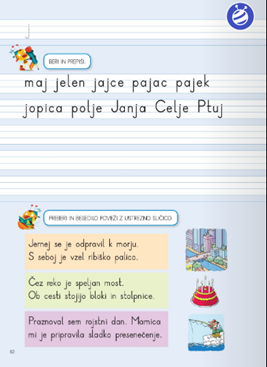 j
BERI IN PREPIŠI.
maj jelen jajce pajac pajek
jopica polje Janja Celje Ptuj
PREBERI IN BESEDILO POVEŽI Z USTREZNO SLIČICO.
Jernej se je odpravil k morju.
S seboj je vzel ribiško palico.
Čez reko je speljan most.
Ob cesti stojijo bloki in stolpnice.
Praznoval sem rojstni dan. Mamica
mi je pripravila sladko presenečenje.